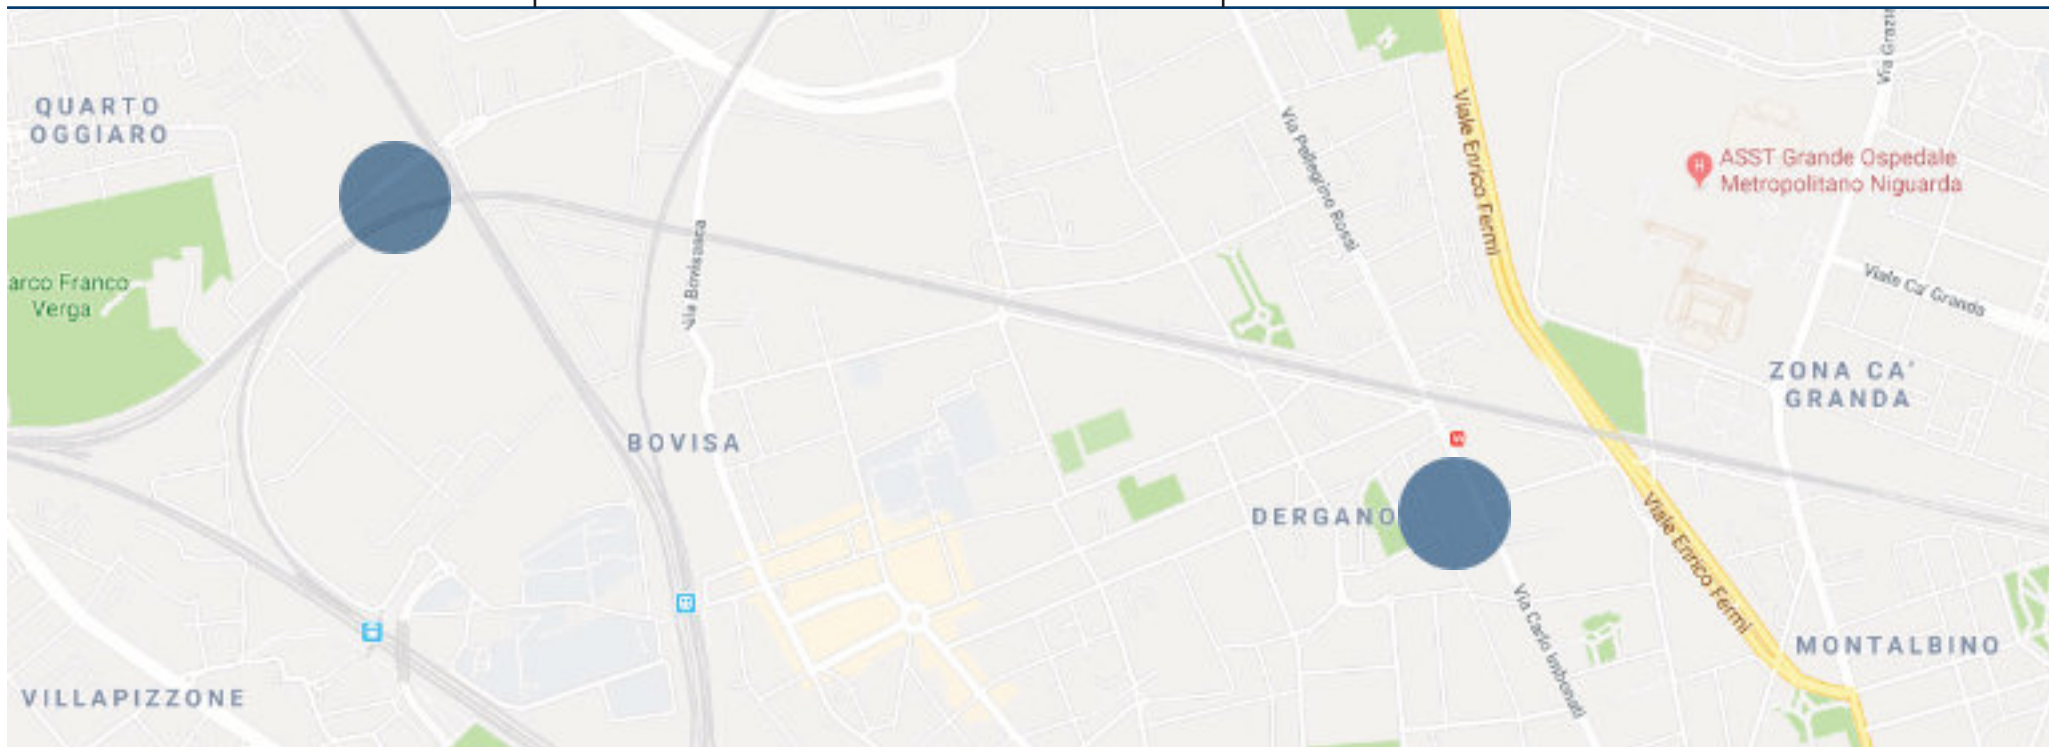 QUARTO
OGGIARO
arco Franco
Verga
Via Bovisasca
BOVISA
VILLAPIZZONE
Via Pellegrino Rossi
Viale Enrico Fermi
ASST Grande Ospedale
Metropolitano Niguarda
Viale Ca' Granda
ZONA CA'
GRANDA
DERGANO
Viale Enrico Fermi
Via Carlo Imbonati
MONTALBINO